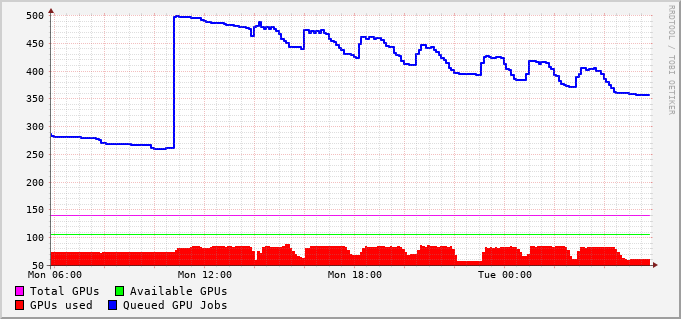 500
450
400
350
300
250
200
150
100
50
Mon 06:00 Mon 12:00 Mon 18:00 Tue 00:00
Total GPUs Available GPUs
GPUs used Queued GPU Jobs
RRDTOOL / TOBI OETIKER